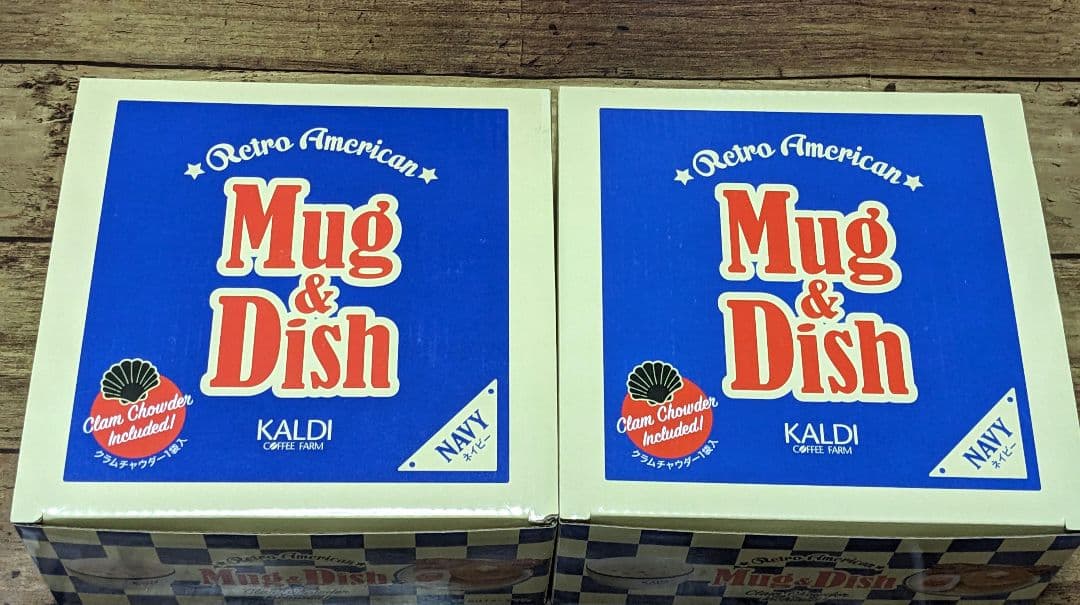 Retro American
Mug
&
Dish
Clam Chowder
Included!
クラムチャウダー1袋入
KALDI
COFFEE FARM
NAVY
ネイビー
Retro American
Mug
&
Dish
Clam Chowder
Included!
クラムチャウダー1袋入
KALDI
COFFEE FARM
NAVY
ネイビー
Retro American
Mug & Dish
Retro American
KALDI
Mug & Dish